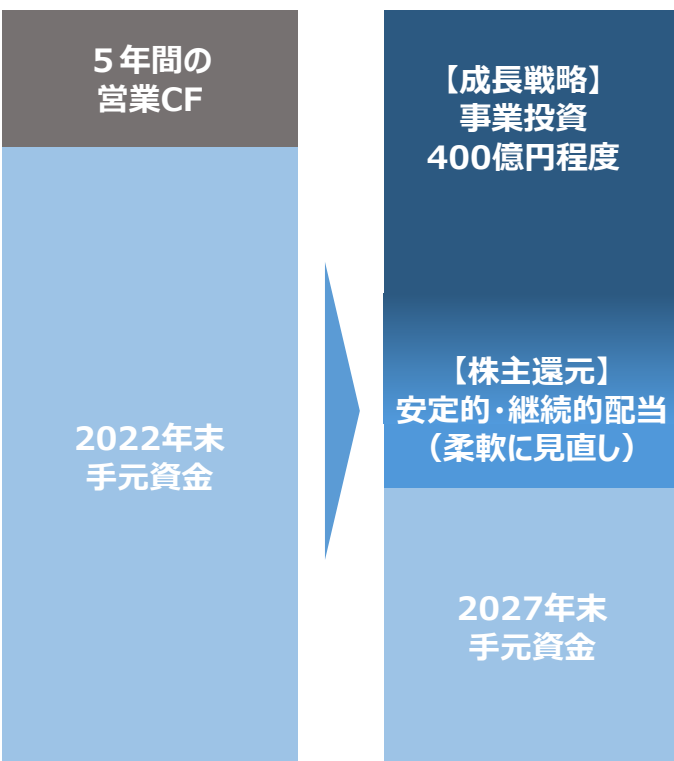 ５年間の
営業CF
2022年末
手元資金
【成長戦略】
事業投資
400億円程度
【株主還元】
安定的・継続的配当
（柔軟に見直し）
2027年末
手元資金